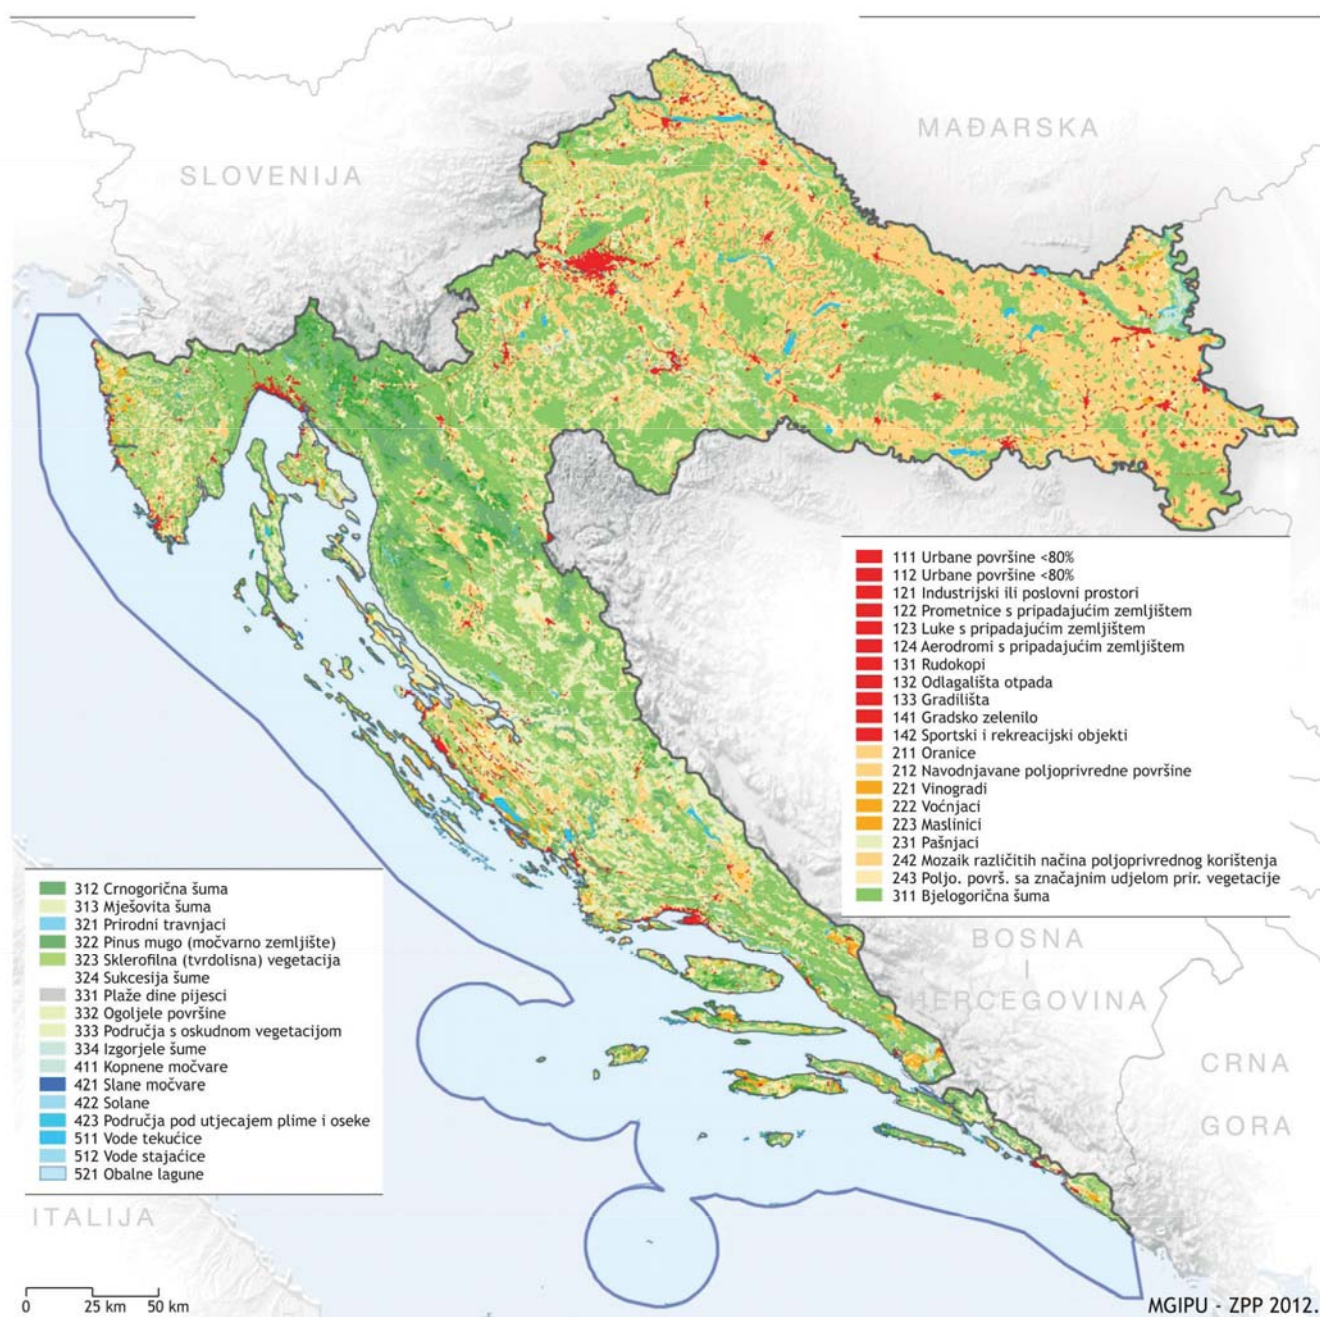 MAĐARSKA
SLOVENIJA
111 Urbane površine <80%
112 Urbane površine <80%
121 Industrijski ili poslovni prostori
122 Prometnice s pripadajućim zemljištem
123 Luke s pripadajućim zemljištem
124 Aerodromi s pripadajućim zemljištem
131 Rudokopi
132 Odlagališta otpada
133 Gradilišta
141 Gradsko zelenilo
142 Sportski i rekreacijski objekti
211 Oranice
212 Navodnjavane poljoprivredne površine
221 Vinogradi
222 Voćnjaci
223 Maslinici
231 Pašnjaci
242 Mozaik različitih načina poljoprivrednog korištenja
243 Poljo. površ. sa značajnim udjelom prir. vegetacije
311 Bjelogorična šuma
312 Crnogorična šuma
313 Mješovita šuma
321 Prirodni travnjaci
322 Pinus mugo (močvarno zemljište)
323 Sklerofilna (tvrdolisna) vegetacija
324 Sukcesija šume
331 Plaže dine pijesci
332 Ogoljele površine
333 Područja s oskudnom vegetacijom
334 Izgorjele šume
411 Kopnene močvare
421 Slane močvare
422 Solane
423 Područja pod utjecajem plime i oseke
511 Vode tekućice
512 Vode stajaćice
521 Obalne lagune
BOSNA
I
HERCEGOVINA
CRNA
GORA
ITALIJA
0 25 km 50 km
MGIPU - ZPP 2012.